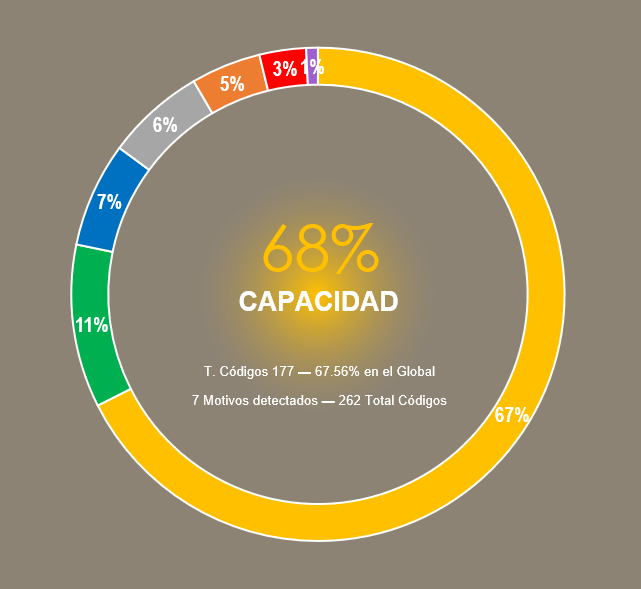 3% 1%
5%
6%
7%
68%
CAPACIDAD
11%
T. Códigos 177 — 67.56% en el Global
7 Motivos detectados — 262 Total Códigos
67%